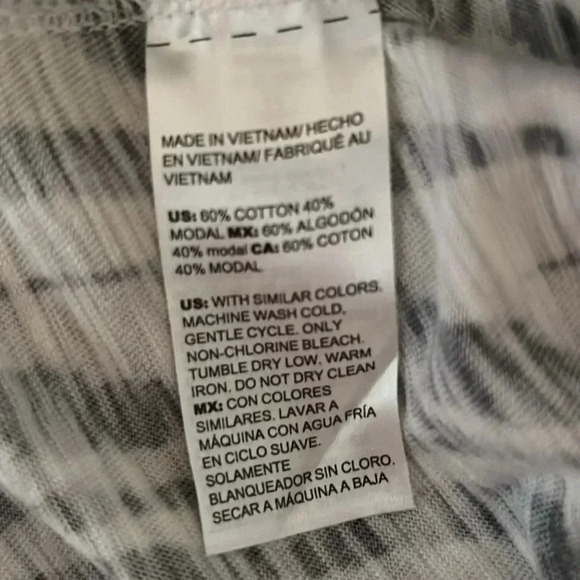 MADE IN VIETNAM/ HECHO
EN VIETNAM/ FABRIQUÉ AU
VIETNAM
US: 60% COTTON 40%
MODAL MX: 60% ALGODÓN
40% modal CA: 60% COTON
40% MODAL
US: WITH SIMILAR COLORS.
MACHINE WASH COLD,
GENTLE CYCLE. ONLY
NON-CHLORINE BLEACH.
TUMBLE DRY LOW. WARM
IRON. DO NOT DRY CLEAN
MX: CON COLORES
SIMILARES. LAVAR A
MÁQUINA CON AGUA FRÍA
EN CICLO SUAVE.
SOLAMENTE
BLANQUEADOR SIN CLORO.
SECAR A MÁQUINA A BAJA